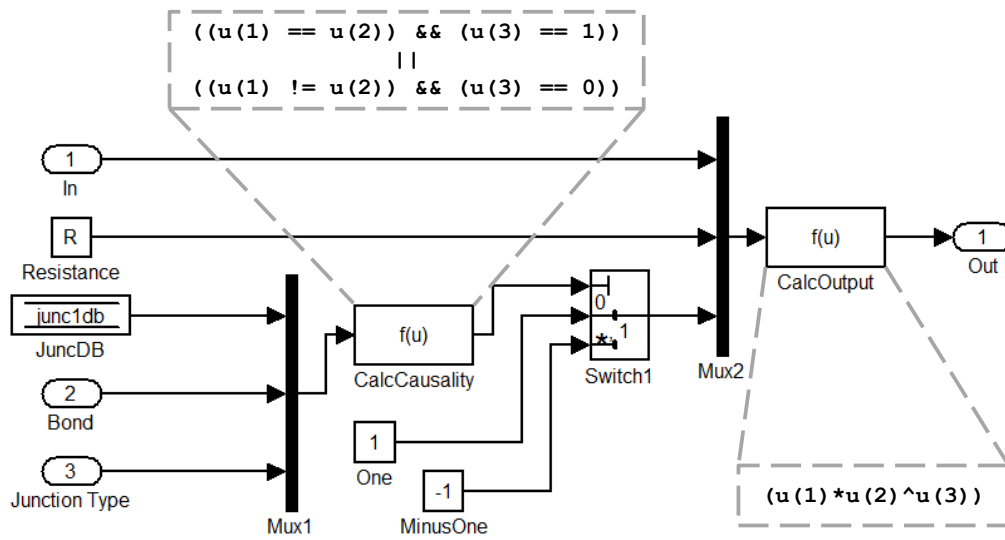 ((u(1) == u(2)) && (u(3) == 1))
||
((u(1) != u(2)) && (u(3) == 0))
1
In
R
Resistance
junc1db
JuncDB
2
Bond
3
Junction Type
Mux1
f(u)
CalcCausality
1
One
-1
MinusOne
0
1
*,
Switch1
Mux2
f(u)
CalcOutput
1
Out
(u(1)*u(2)^u(3))